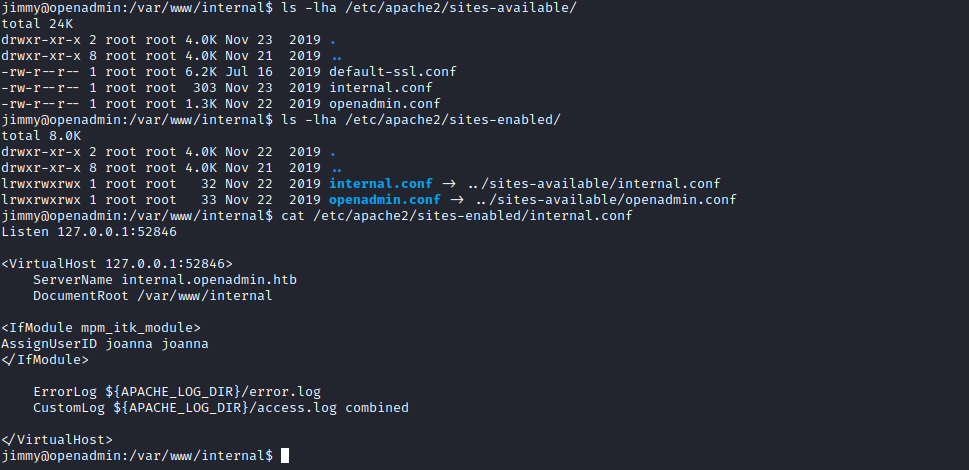 jimmy@openadmin:/var/www/internal$ ls -lha /etc/apache2/sites-available/
total 24K
drwxr-xr-x 2 root root 4.0K Nov 23  2019 .
drwxr-xr-x 8 root root 4.0K Nov 21  2019 ..
-rw-r--r-- 1 root root 6.2K Jul 16  2019 default-ssl.conf
-rw-r--r-- 1 root root  303 Nov 23  2019 internal.conf
-rw-r--r-- 1 root root 1.3K Nov 22  2019 openadmin.conf
jimmy@openadmin:/var/www/internal$ ls -lha /etc/apache2/sites-enabled/
total 8.0K
drwxr-xr-x 2 root root 4.0K Nov 22  2019 .
drwxr-xr-x 8 root root 4.0K Nov 21  2019 ..
lrwxrwxrwx 1 root root   32 Nov 22  2019 internal.conf -> ../sites-available/internal.conf
lrwxrwxrwx 1 root root   33 Nov 22  2019 openadmin.conf -> ../sites-available/openadmin.conf
jimmy@openadmin:/var/www/internal$ cat /etc/apache2/sites-enabled/internal.conf
Listen 127.0.0.1:52846

<VirtualHost 127.0.0.1:52846>
    ServerName internal.openadmin.htb
    DocumentRoot /var/www/internal

<IfModule mpm_itk_module>
AssignUserID joanna joanna
</IfModule>

    ErrorLog ${APACHE_LOG_DIR}/error.log
    CustomLog ${APACHE_LOG_DIR}/access.log combined

</VirtualHost>
jimmy@openadmin:/var/www/internal$